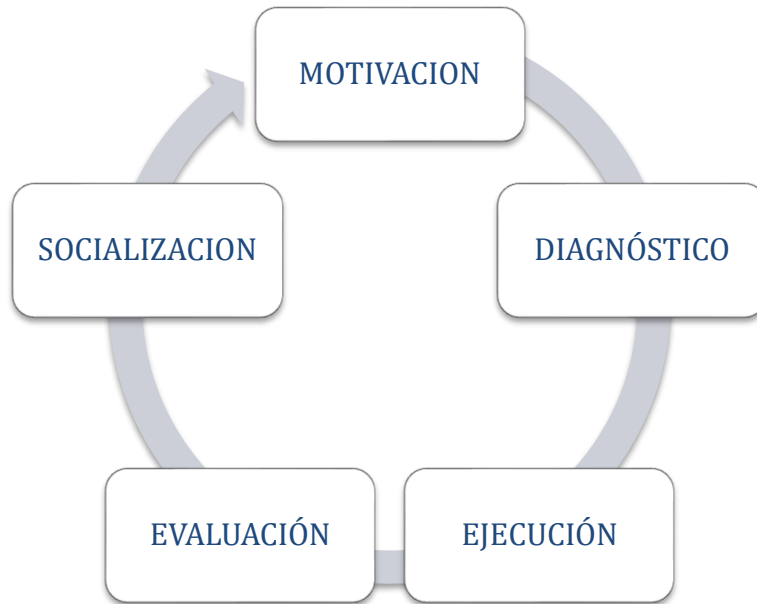 MOTIVACION
DIAGNÓSTICO
EJECUCIÓN
EVALUACIÓN
SOCIALIZACION